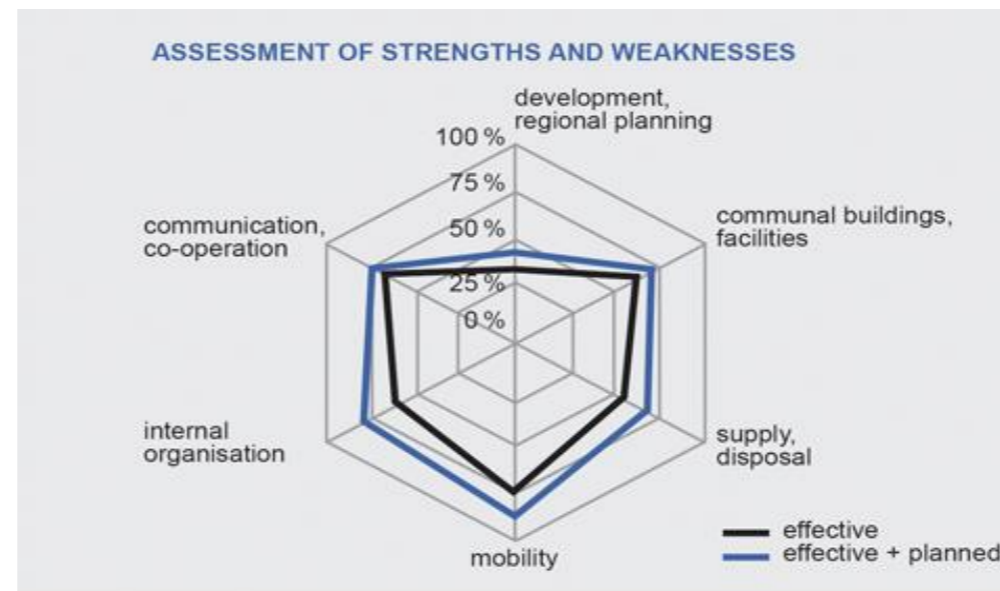 ASSESSMENT OF STRENGTHS AND WEAKNESSES
development,
regional planning
100 %
75 %
50 %
25 %
0 %
communication,
co-operation
communal buildings,
facilities
internal
organisation
supply,
disposal
mobility
effective
effective + planned